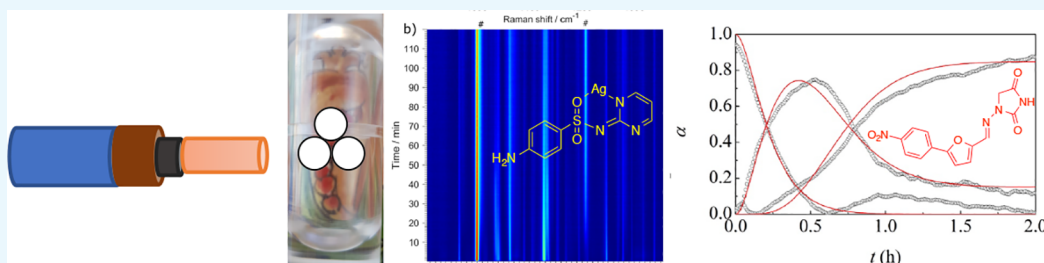 Raman shift / cm⁻¹
#
#
b)
Time / min
110
100
90
80
70
60
50
40
30
20
10
Ag
O
N
S
N
N
O
H₂N
α
1.0
0.8
0.6
0.4
0.2
0.0
0.0
0.5
1.0
1.5
2.0
t (h)
O
NH
N
O
N
O
NO₂